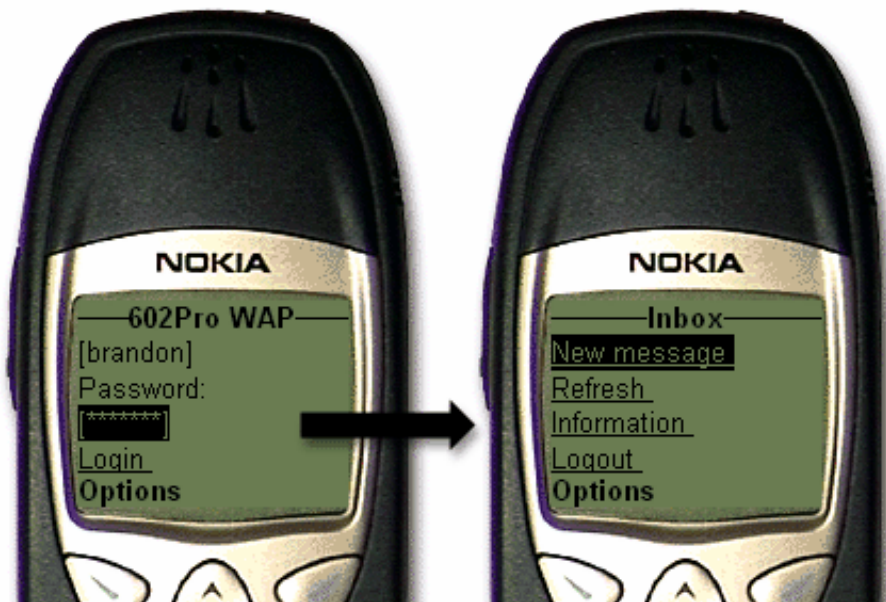 NOKIA
602Pro WAP
[brandon]
Password:
[*******]
Login
Options
NOKIA
Inbox
New message
Refresh
Information
Logout
Options